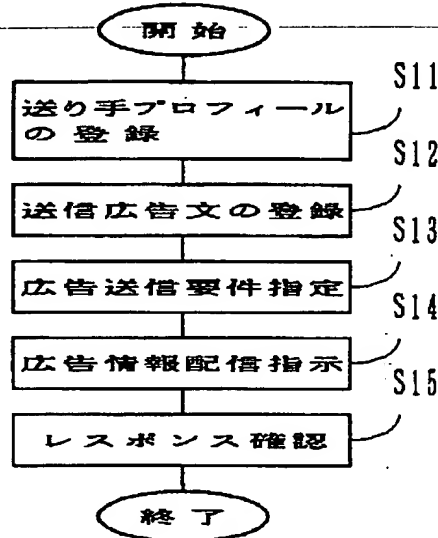 開始
S11
送り手プロフィール
の登録
S12
送信広告文の登録
S13
広告送信要件指定
S14
広告情報配信指示
S15
レスポンス確認
終了